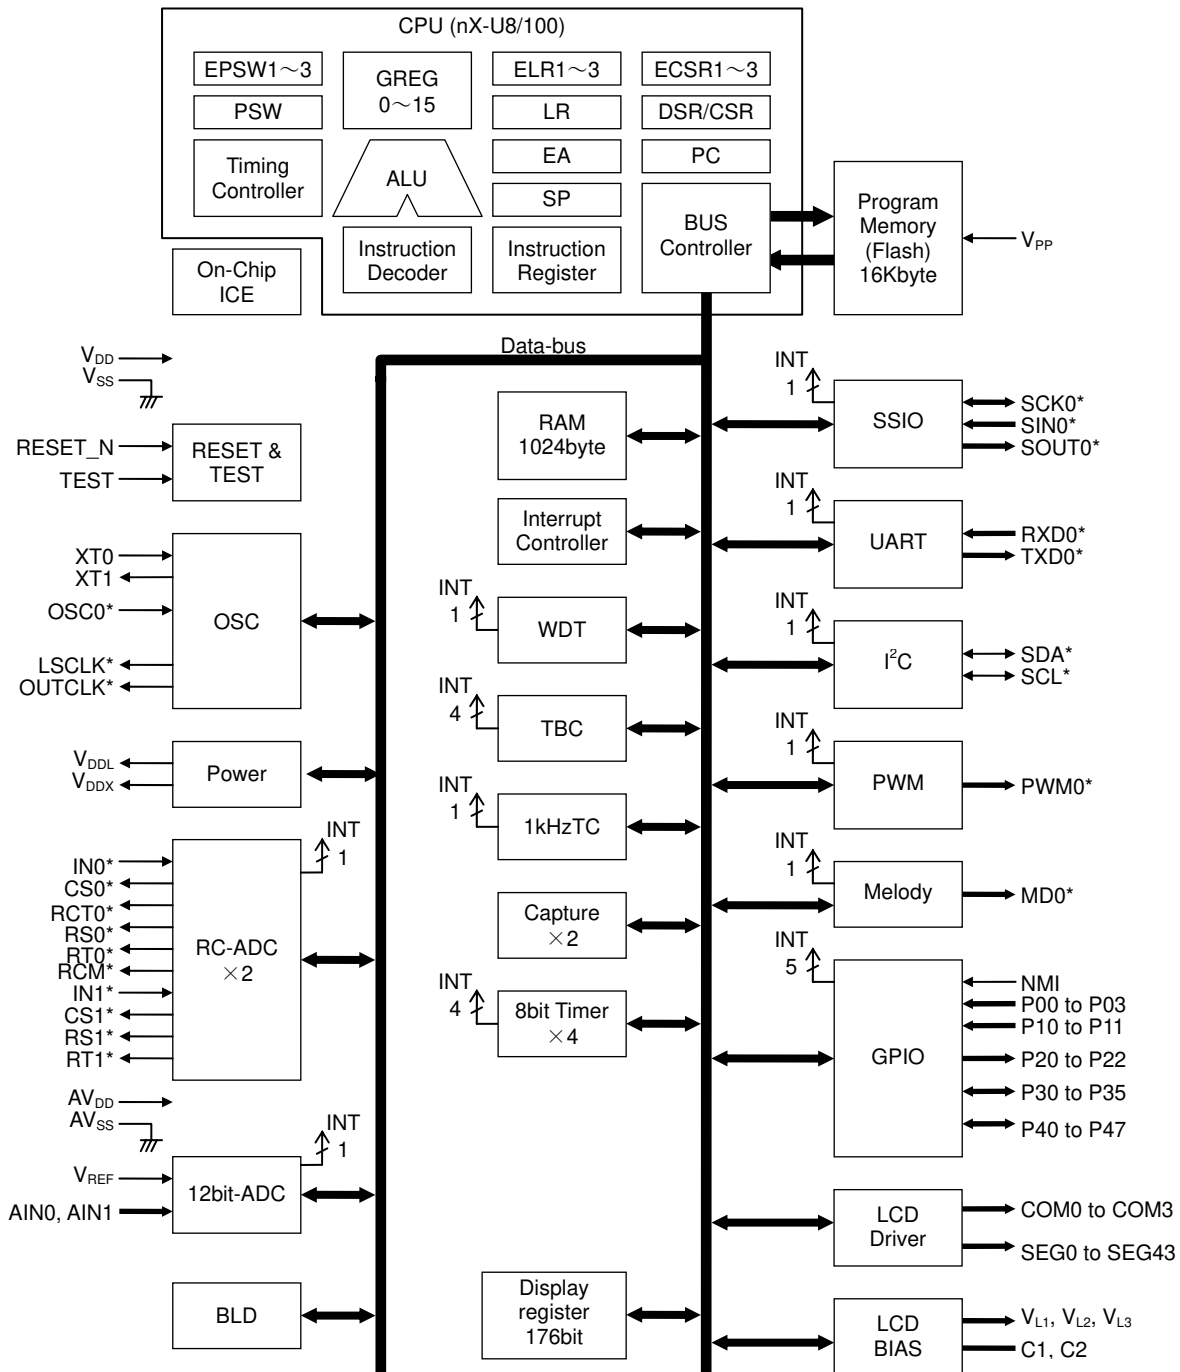 CPU (nX-U8/100)
EPSW1～3
GREG
0～15
ELR1～3
ECSR1～3
PSW
LR
DSR/CSR
Timing
Controller
ALU
EA
PC
SP
BUS
Controller
Instruction
Decoder
Instruction
Register
On-Chip
ICE
Program
Memory
(Flash)
16Kbyte
VPP
Data-bus
VDD
VSS
RESET_N
TEST
RESET &
TEST
XT0
XT1
OSC0*
LSCLK*
OUTCLK*
OSC
VDDL
VDDX
Power
IN0*
CS0*
RCT0*
RS0*
RT0*
RCM*
IN1*
CS1*
RS1*
RT1*
RC-ADC
×2
INT
1
AVDD
AVSS
VREF
AIN0, AIN1
12bit-ADC
INT
1
BLD
RAM
1024byte
Interrupt
Controller
INT
1
WDT
INT
4
TBC
INT
1
1kHzTC
Capture
×2
INT
4
8bit Timer
×4
Display
register
176bit
INT
1
SSIO
SCK0*
SIN0*
SOUT0*
INT
1
UART
RXD0*
TXD0*
INT
1
I²C
SDA*
SCL*
INT
1
PWM
PWM0*
INT
1
Melody
MD0*
INT
5
GPIO
NMI
P00 to P03
P10 to P11
P20 to P22
P30 to P35
P40 to P47
LCD
Driver
COM0 to COM3
SEG0 to SEG43
LCD
BIAS
VL1, VL2, VL3
C1, C2